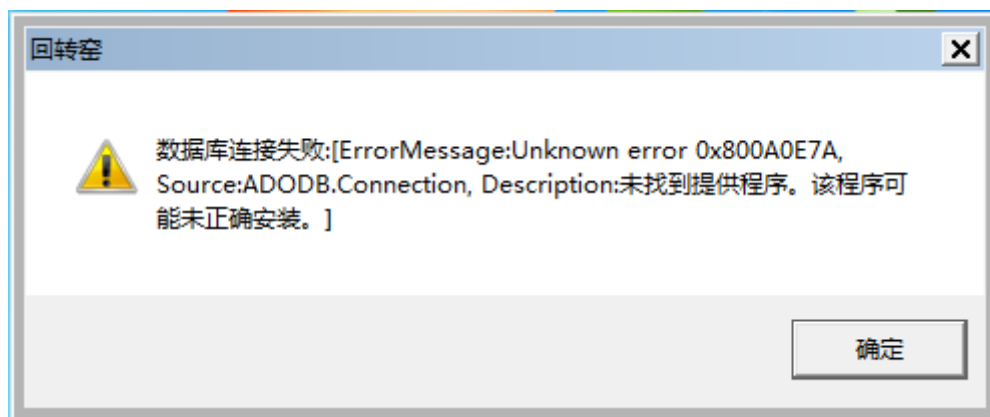 回转窑
数据库连接失败:[ErrorMessage:Unknown error 0x800A0E7A,
Source:ADODB.Connection, Description:未找到提供程序。该程序可
能未正确安装。]
确定